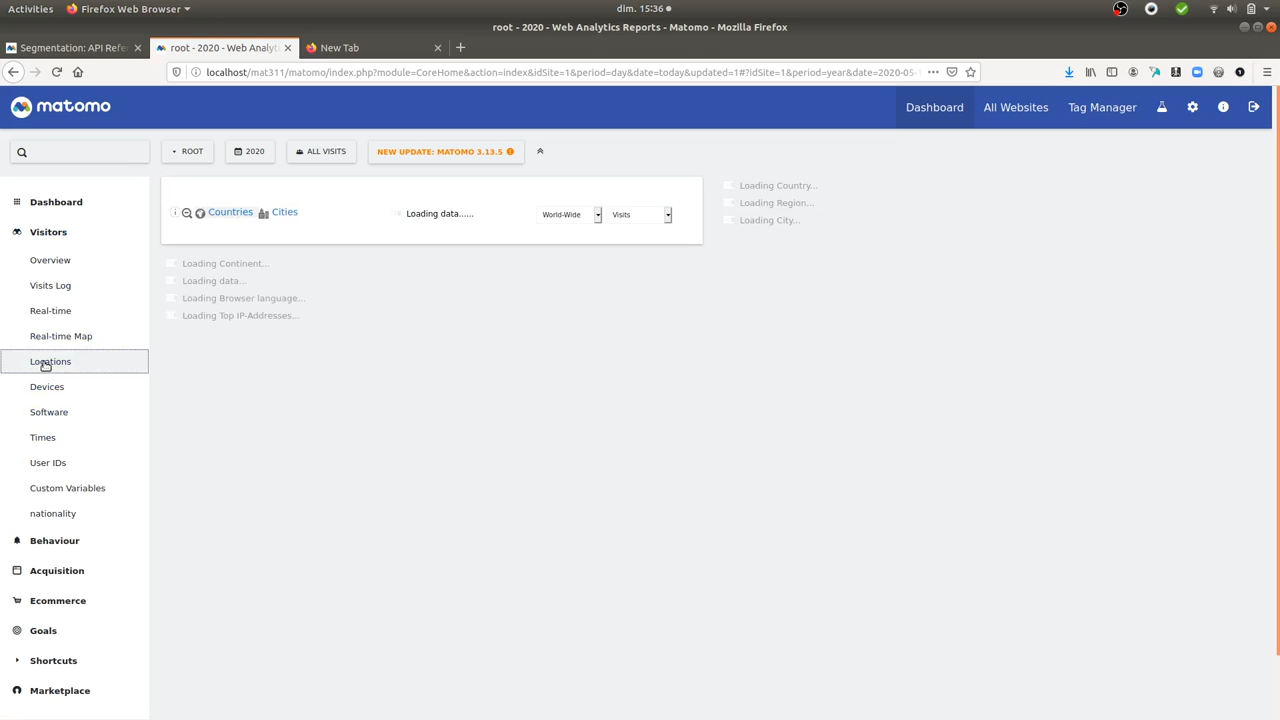 Activities Firefox Web Browser dim. 15:36
root - 2020 - Web Analytics Reports - Matomo - Mozilla Firefox
Segmentation: API Refe root - 2020 - Web Analyti New Tab
localhost/mat311/matomo/index.php?module=CoreHome&action=index&idSite=1&period=day&date=today&updated=1#?idSite=1&period=year&date=2020-05-1
matomo Dashboard All Websites Tag Manager
ROOT 2020 ALL VISITS NEW UPDATE: MATOMO 3.13.5
Dashboard
Visitors
Overview
Visits Log
Real-time
Real-time Map
Locations
Devices
Software
Times
User IDs
Custom Variables
nationality
Behaviour
Acquisition
Ecommerce
Goals
Shortcuts
Marketplace
Countries Cities Loading data...... World-Wide Visits
Loading Continent...
Loading data...
Loading Browser language...
Loading Top IP-Addresses...
Loading Country...
Loading Region...
Loading City...